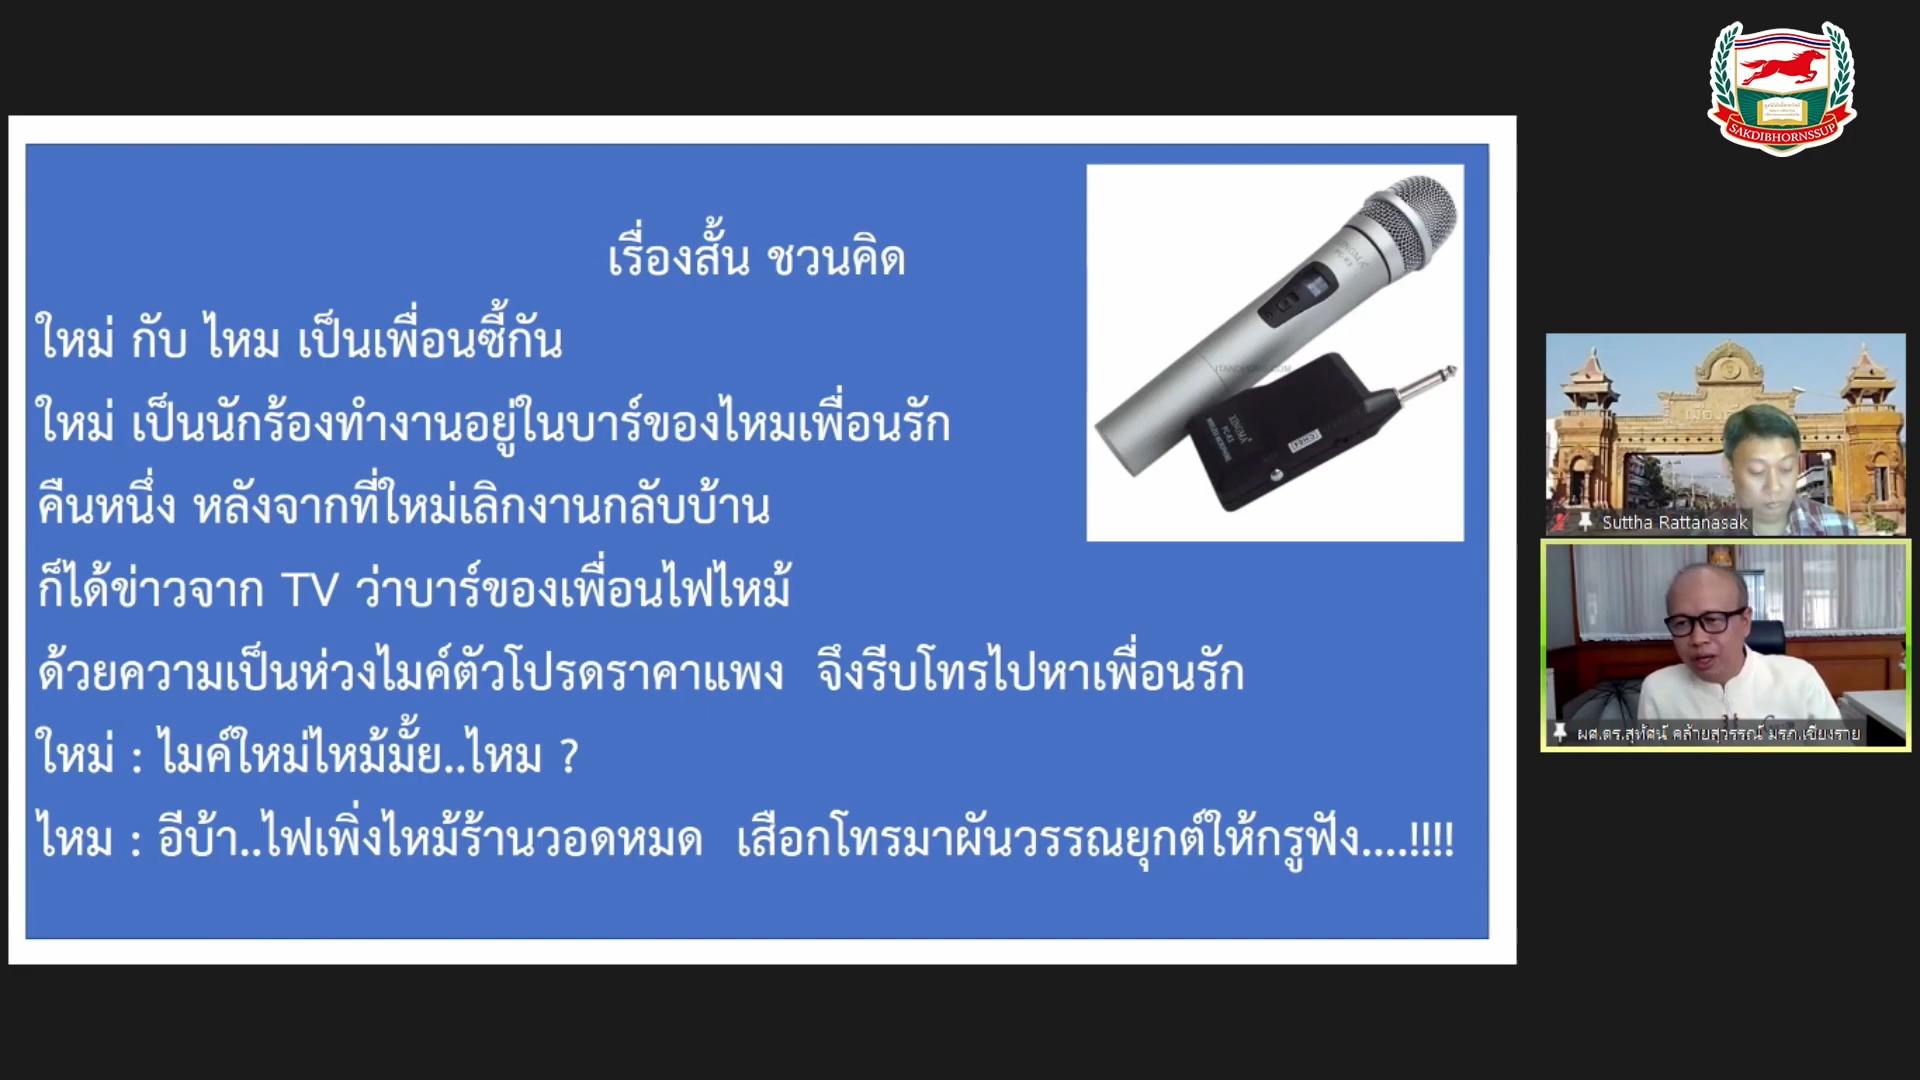 SAKDIBHORNSSUP
เรื่องสั้น ชวนคิด
ใหม่ กับ ไหม เป็นเพื่อนซี้กัน
ใหม่ เป็นนักร้องทำงานอยู่ในบาร์ของไหมเพื่อนรัก
คืนหนึ่ง หลังจากที่ใหม่เลิกงานกลับบ้าน
ก็ได้ข่าวจาก TV ว่าบาร์ของเพื่อนไฟไหม้
ด้วยความเป็นห่วงไมค์ตัวโปรดราคาแพง จึงรีบโทรไปหาเพื่อนรัก
ใหม่ : ไมค์ใหม่ไหม้มั้ย..ไหม ?
ไหม : อีบ้า..ไฟเพิ่งไหม้ร้านวอดหมด เสือกโทรมาผันวรรณยุกต์ให้กรูฟัง....!!!!
Suttha Rattanasak
ผศ.ดร.สุทัศน์ คล้ายสุวรรณ์ มรภ.เชียงราย